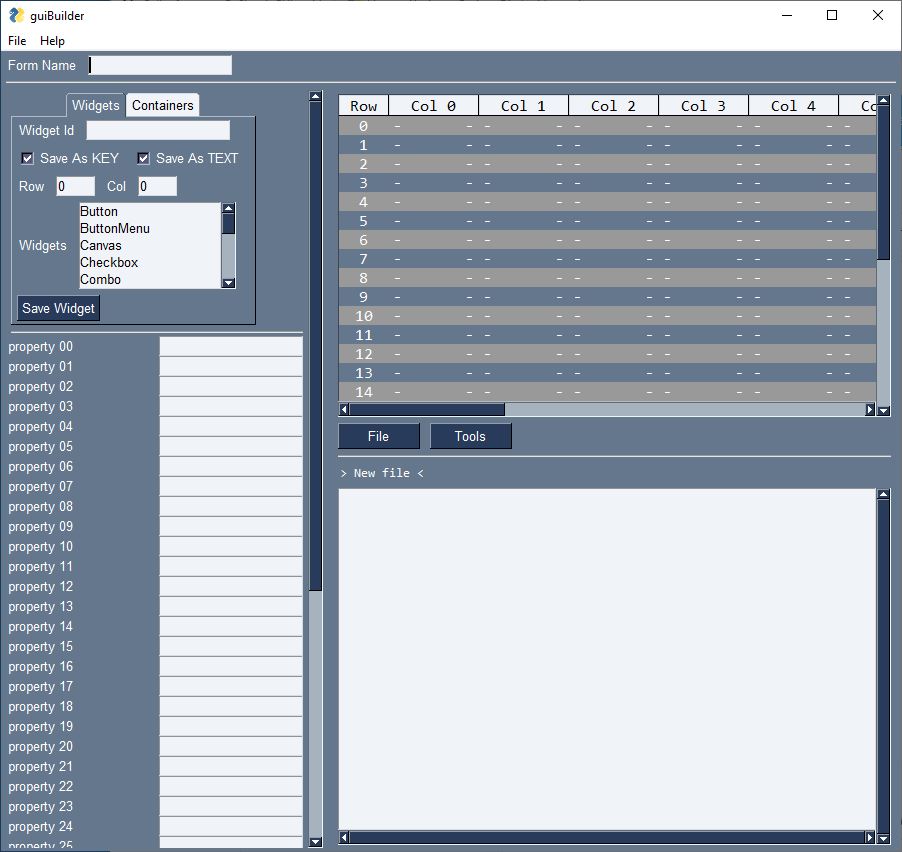 guiBuilder
File Help
Form Name
Widgets Containers
Widget Id
Save As KEY Save As TEXT
Row 0 Col 0
Widgets
Button
ButtonMenu
Canvas
Checkbox
Combo
Save Widget
property 00
property 01
property 02
property 03
property 04
property 05
property 06
property 07
property 08
property 09
property 10
property 11
property 12
property 13
property 14
property 15
property 16
property 17
property 18
property 19
property 20
property 21
property 22
property 23
property 24
property 25
Row Col 0 Col 1 Col 2 Col 3 Col 4 Co
0 - - - - - - - - - - -
1 - - - - - - - - - - -
2 - - - - - - - - - - -
3 - - - - - - - - - - -
4 - - - - - - - - - - -
5 - - - - - - - - - - -
6 - - - - - - - - - - -
7 - - - - - - - - - - -
8 - - - - - - - - - - -
9 - - - - - - - - - - -
10 - - - - - - - - - - -
11 - - - - - - - - - - -
12 - - - - - - - - - - -
13 - - - - - - - - - - -
14 - - - - - - - - - - -
File Tools
> New file <